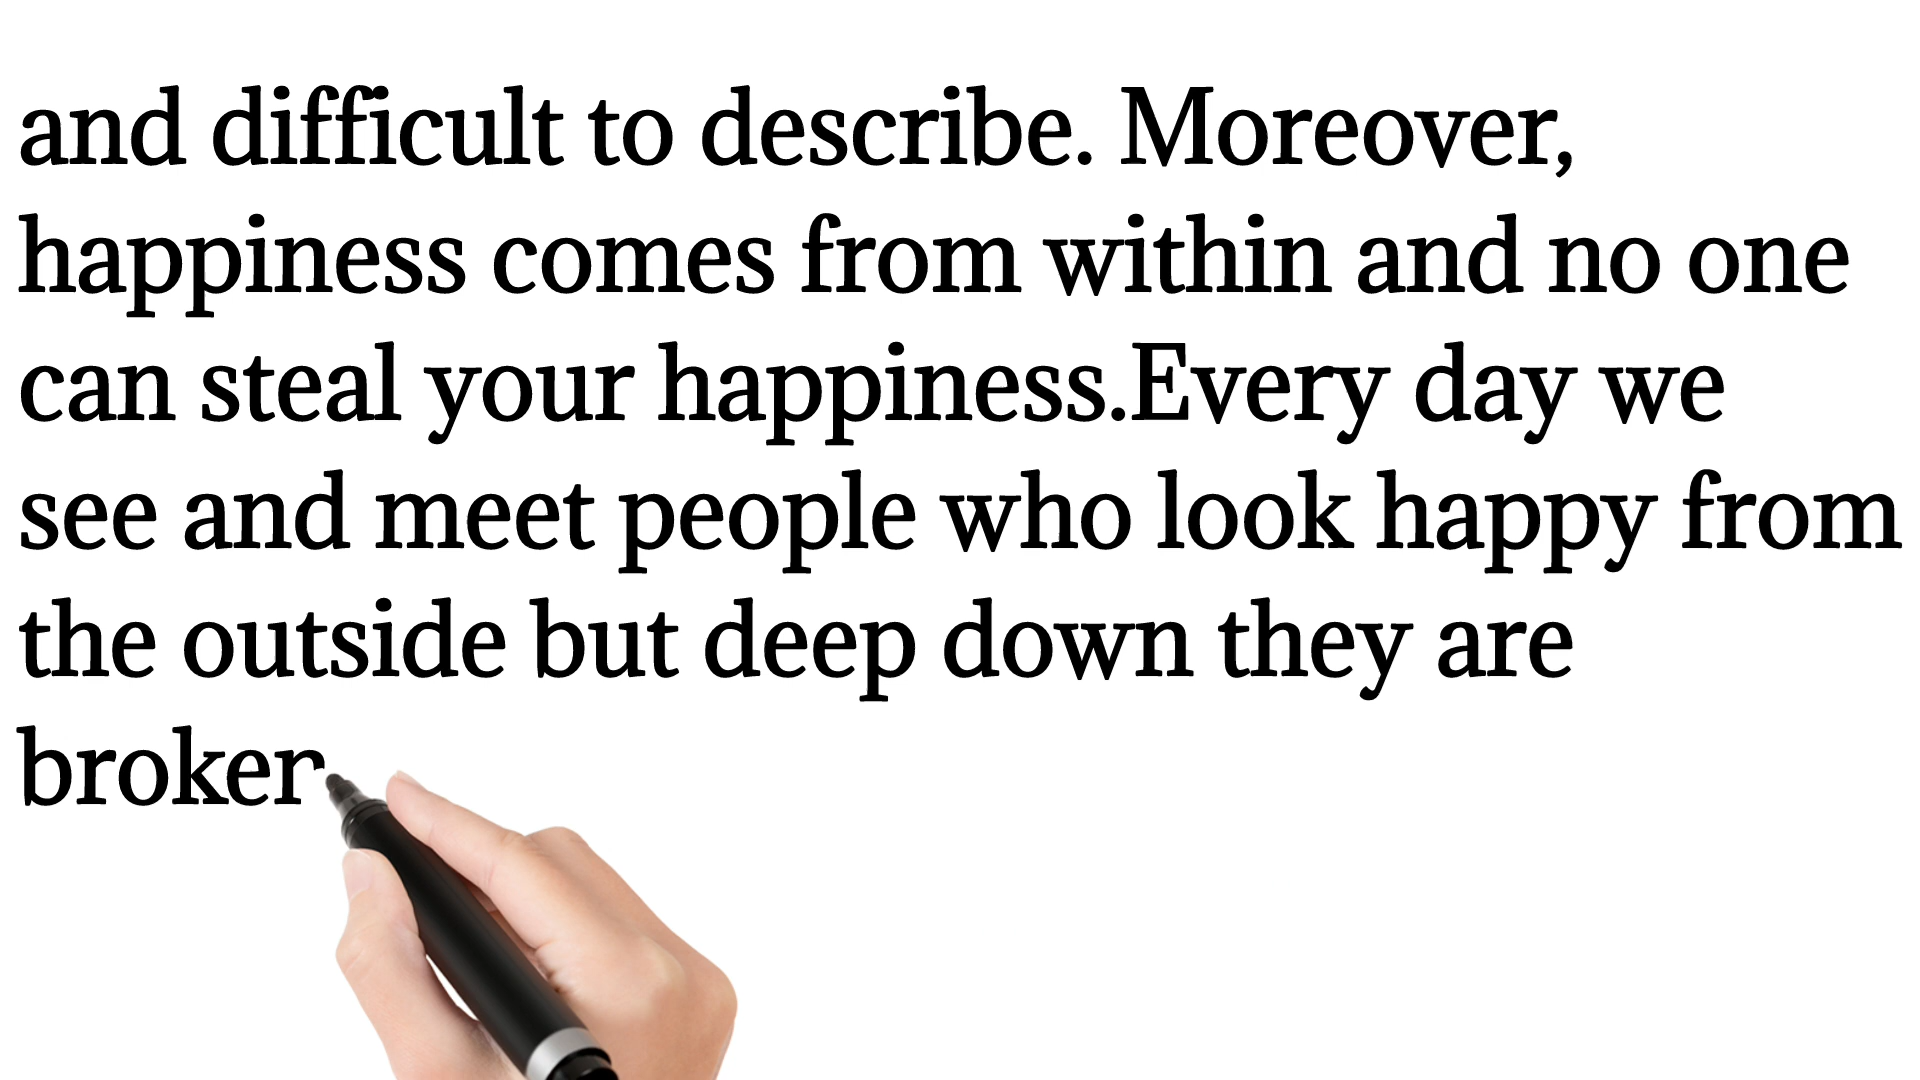 and difficult to describe. Moreover,
happiness comes from within and no one
can steal your happiness.Every day we
see and meet people who look happy from
the outside but deep down they are
broken